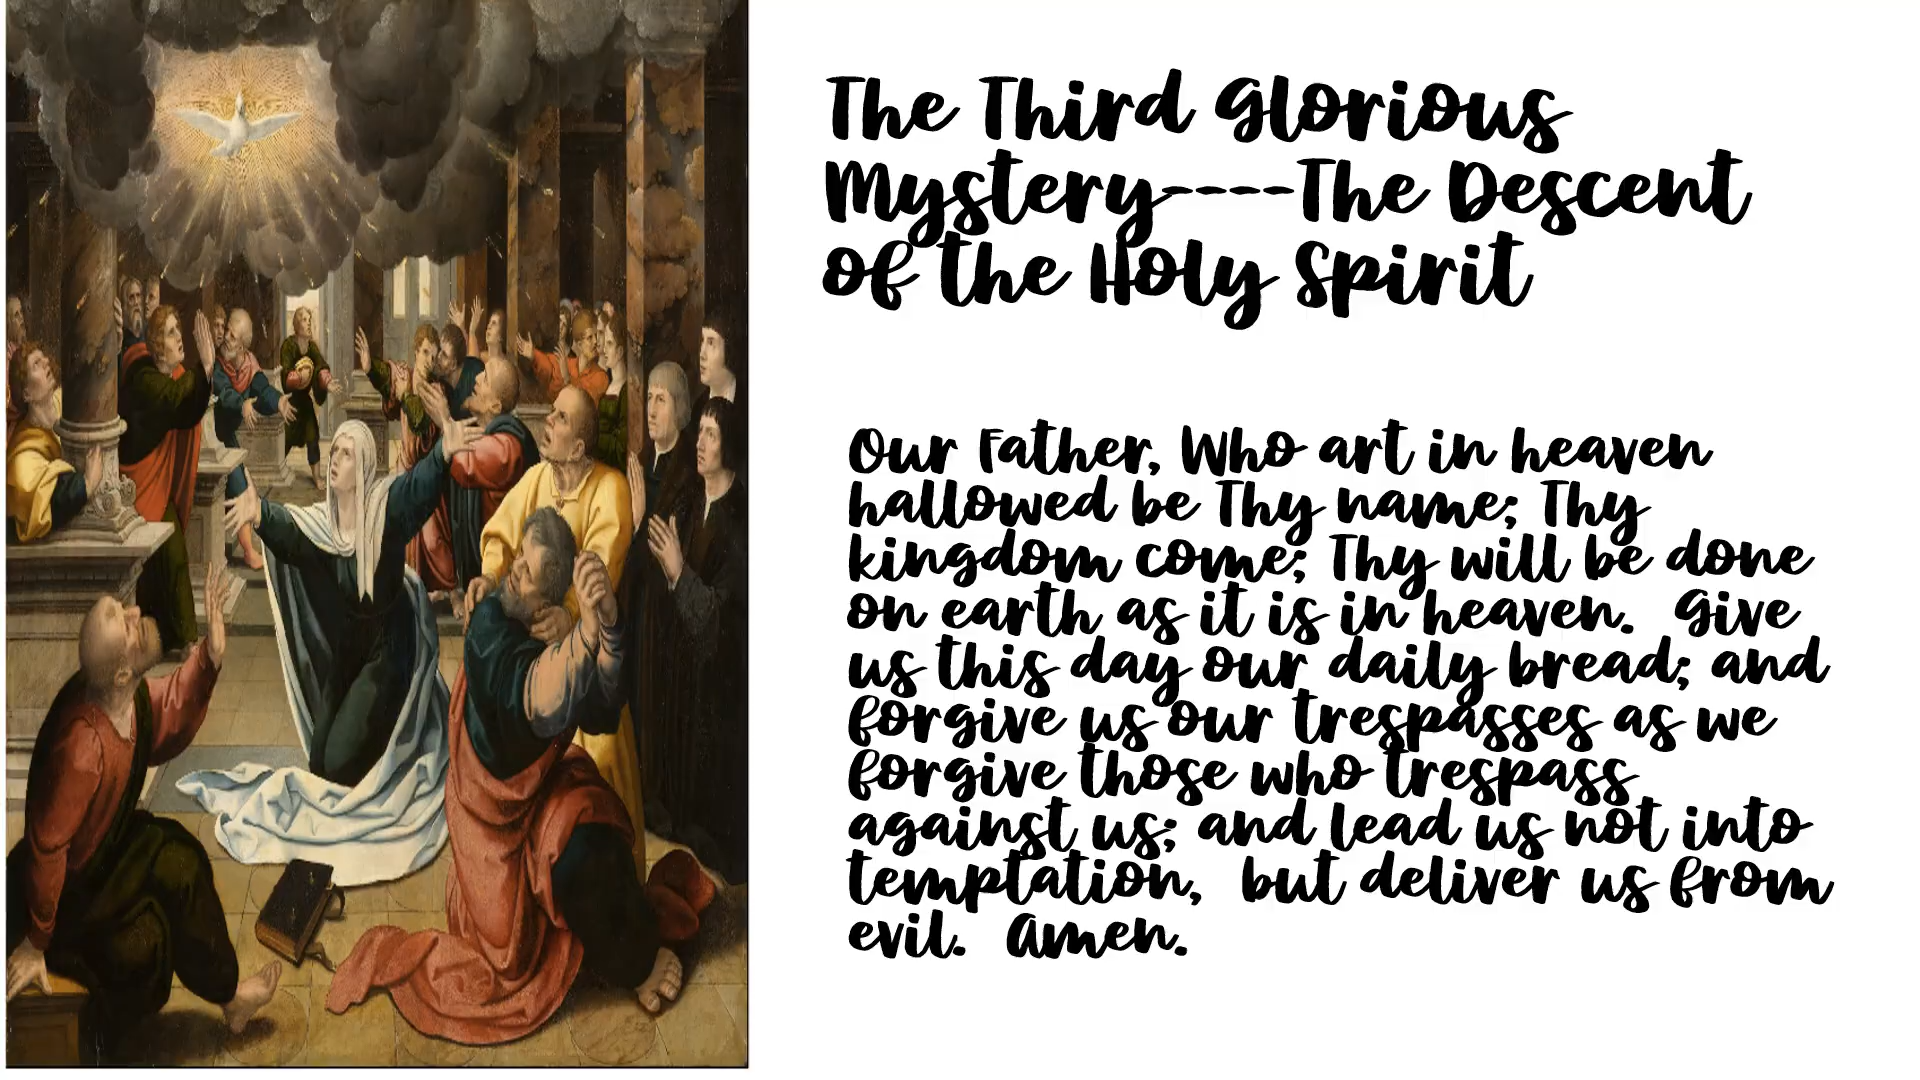 The Third Glorious
Mystery----The Descent
of the Holy Spirit
Our Father, Who art in heaven
hallowed be Thy name; Thy
kingdom come; Thy will be done
on earth as it is in heaven.  Give
us this day our daily bread; and
forgive us our trespasses as we
forgive those who trespass
against us; and lead us not into
temptation,  but deliver us from
evil.  Amen.